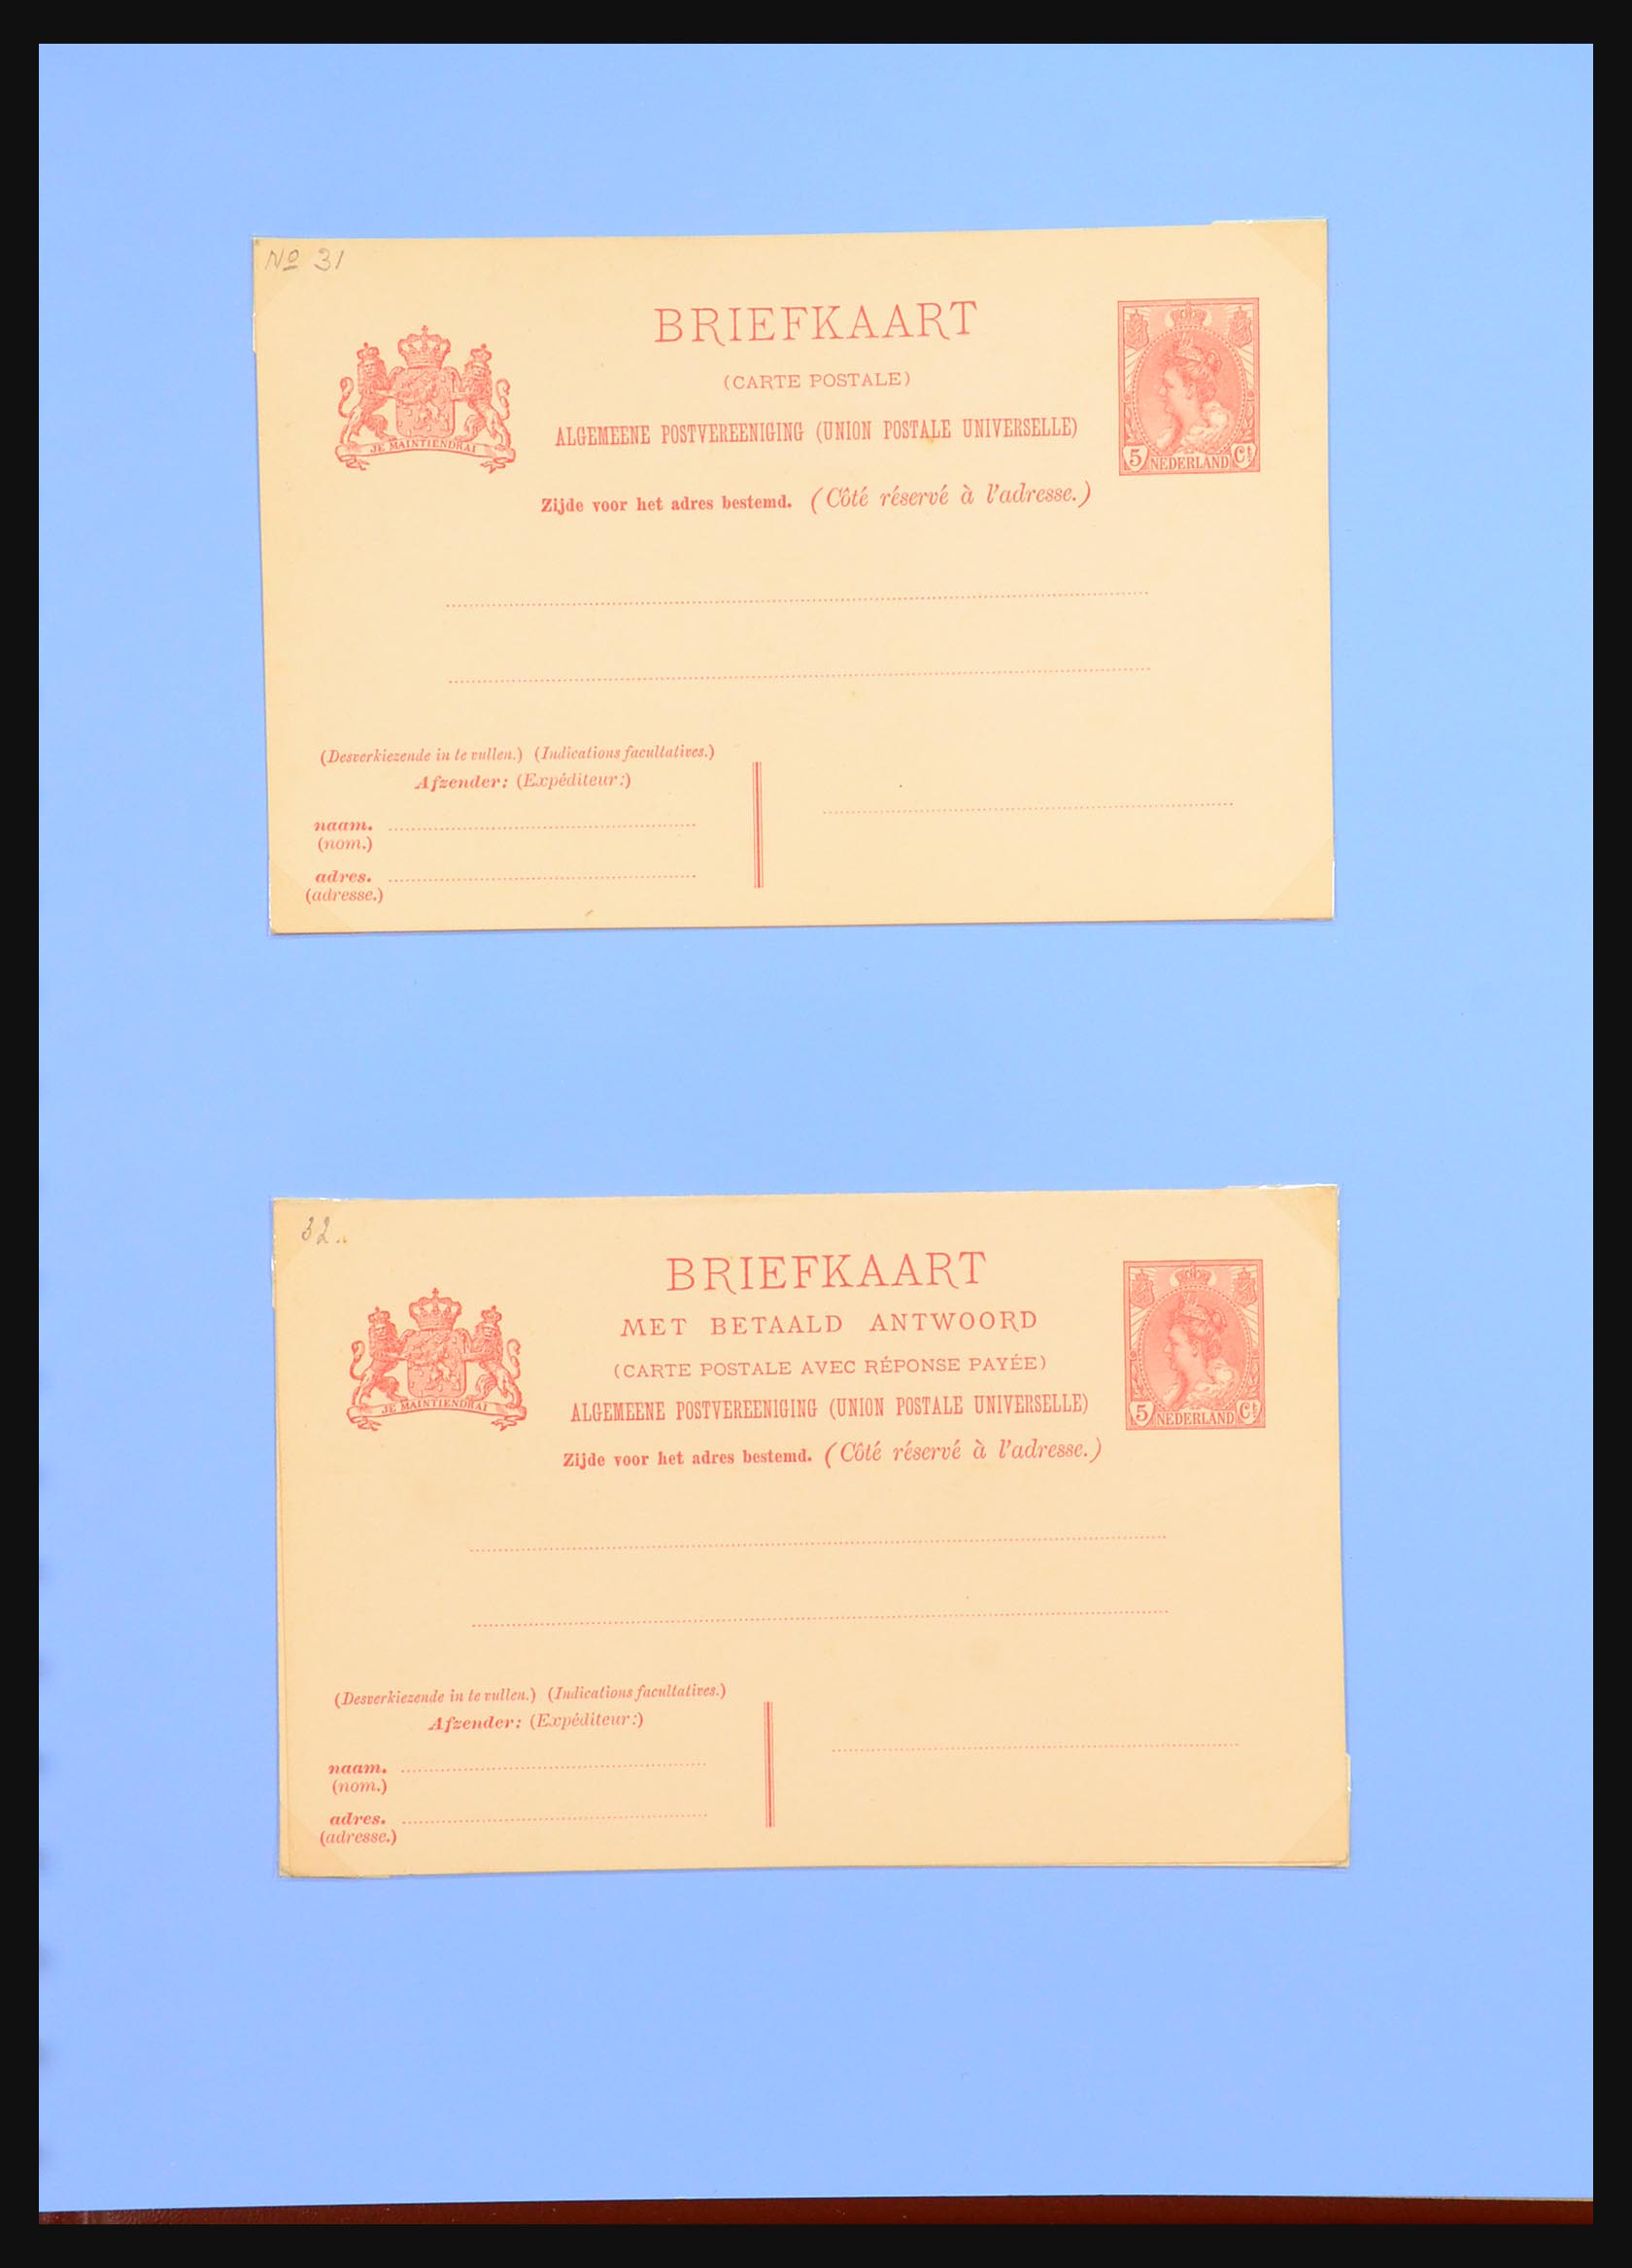 Nº 31
BRIEFKAART
(CARTE POSTALE)
ALGEMEENE POSTVEREENIGING (UNION POSTALE UNIVERSELLE)
Zijde voor het adres bestemd. (Côté réservé à l'adresse.)
JE MAINTIENDRAI
5 NEDERLAND Ct
(Desverkiezende in te vullen.) (Indications facultatives.)
Afzender: (Expéditeur:)
naam.
(nom.)
adres.
(adresse.)
32..
BRIEFKAART
MET BETAALD ANTWOORD
(CARTE POSTALE AVEC RÉPONSE PAYÉE)
ALGEMEENE POSTVEREENIGING (UNION POSTALE UNIVERSELLE)
Zijde voor het adres bestemd. (Côté réservé à l'adresse.)
JE MAINTIENDRAI
5 NEDERLAND Ct
(Desverkiezende in te vullen.) (Indications facultatives.)
Afzender: (Expéditeur:)
naam.
(nom.)
adres.
(adresse.)